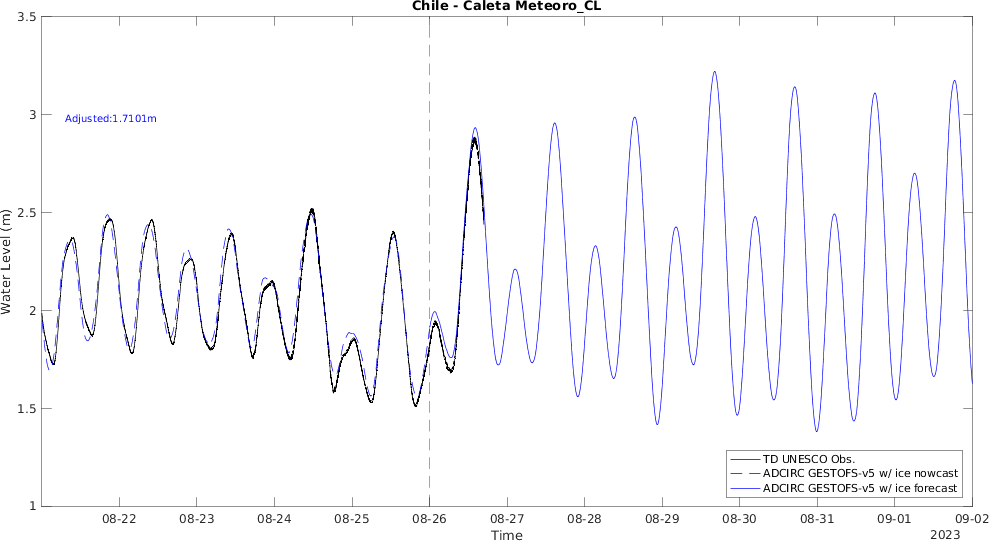 Chile - Caleta Meteoro_CL
3.5
3
2.5
2
1.5
1
Water Level (m)
Adjusted:1.7101m
TD UNESCO Obs.
ADCIRC GESTOFS-v5 w/ ice nowcast
ADCIRC GESTOFS-v5 w/ ice forecast
08-22 08-23 08-24 08-25 08-26 08-27 08-28 08-29 08-30 08-31 09-01 09-02
Time
2023